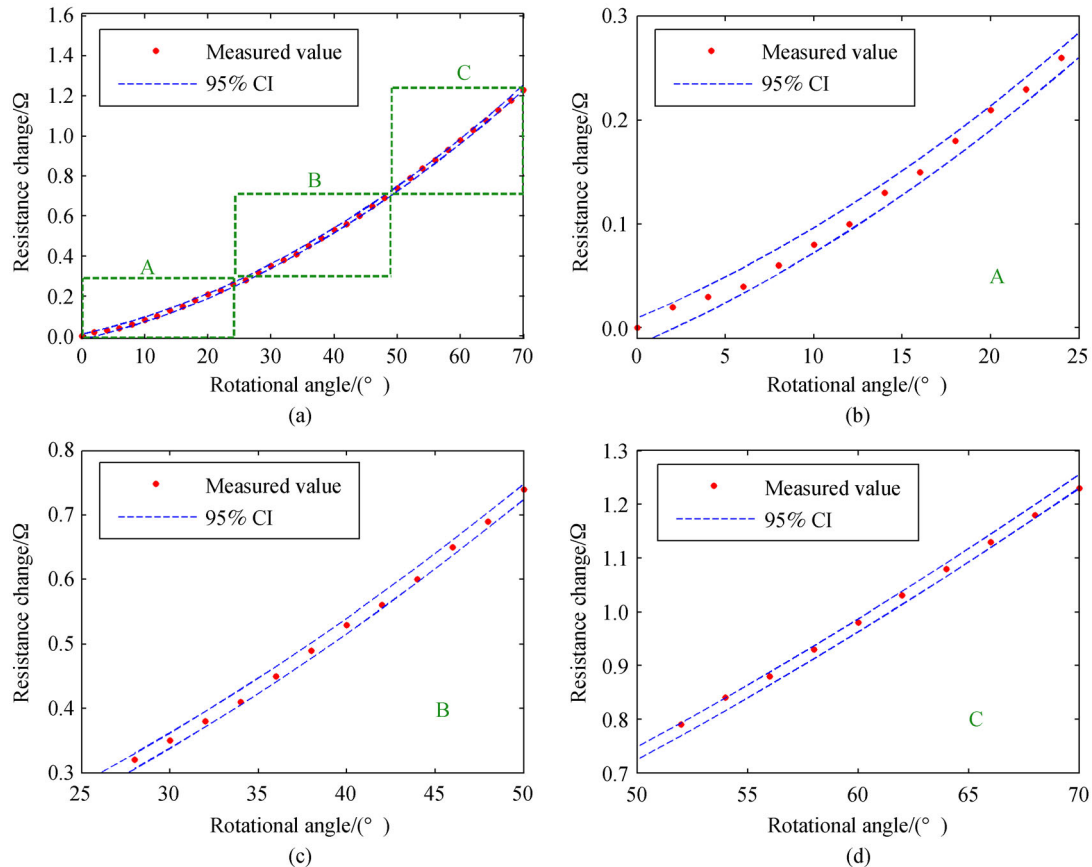 1.6
1.4
1.2
1.0
0.8
0.6
0.4
0.2
0.0
Resistance change/Ω
Measured value
95% CI
A
B
C
0 10 20 30 40 50 60 70
Rotational angle/(° )
(a)
0.3
0.2
0.1
0.0
Resistance change/Ω
Measured value
95% CI
A
0 5 10 15 20 25
Rotational angle/(° )
(b)
0.8
0.7
0.6
0.5
0.4
0.3
Resistance change/Ω
Measured value
95% CI
B
25 30 35 40 45 50
Rotational angle/(° )
(c)
1.3
1.2
1.1
1.0
0.9
0.8
0.7
Resistance change/Ω
Measured value
95% CI
C
50 55 60 65 70
Rotational angle/(° )
(d)